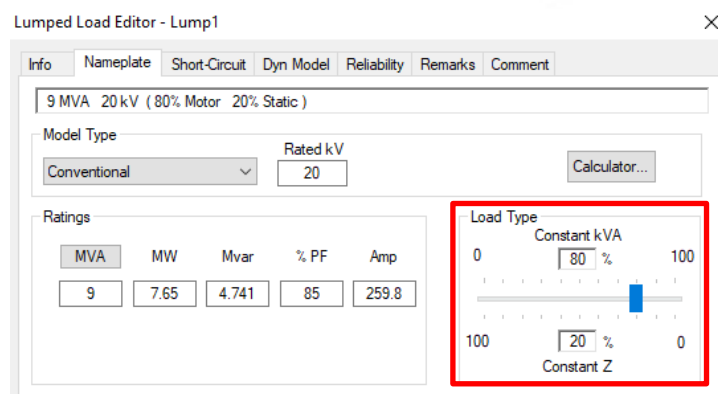 Lumped Load Editor - Lump1
Info Nameplate Short-Circuit Dyn Model Reliability Remarks Comment
9 MVA 20 kV ( 80% Motor 20% Static )
Model Type
Rated kV
Conventional 20 Calculator...
Ratings
MVA MW Mvar % PF Amp
9 7.65 4.741 85 259.8
Load Type
Constant kVA
0 80 % 100
100 20 % 0
Constant Z